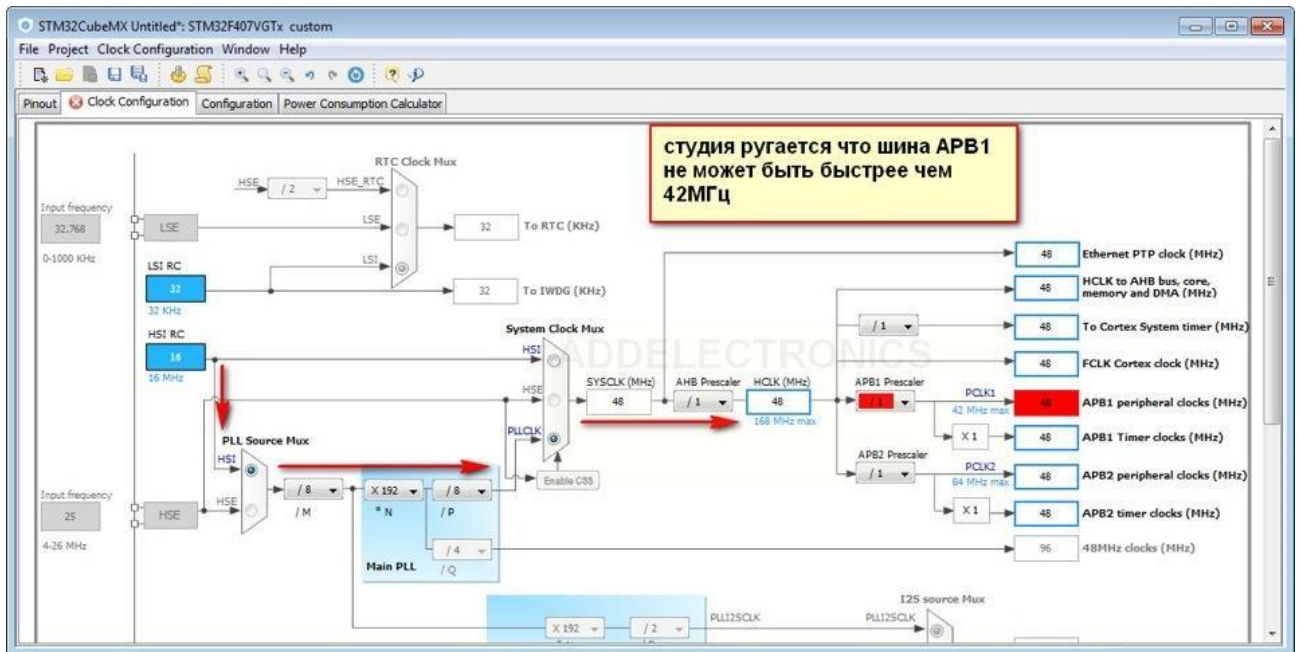 STM32CubeMX Untitled*: STM32F407VGTx custom
File Project Clock Configuration Window Help
Pinout Clock Configuration Configuration Power Consumption Calculator
студия ругается что шина APB1
не может быть быстрее чем
42МГц
RTC Clock Mux
HSE / 2 HSE_RTC
Input frequency
32.768
LSE
LSE
32 To RTC (KHz)
0-1000 KHz
LSI RC
LSI
32
32 To IWDG (KHz)
32 KHz
HSI RC
16
16 MHz
System Clock Mux
HSI
HSE
PLLCLK
Enable CSS
ADDELECTRONICS
SYSCLK (MHz)
48
AHB Prescaler
/ 1
HCLK (MHz)
48
168 MHz max
48 Ethernet PTP clock (MHz)
48 HCLK to AHB bus, core,
memory and DMA (MHz)
/ 1 48 To Cortex System timer (MHz)
48 FCLK Cortex clock (MHz)
APB1 Prescaler
/ 1
PCLK1
42 MHz max
48 APB1 peripheral clocks (MHz)
X 1 48 APB1 Timer clocks (MHz)
APB2 Prescaler
/ 1
PCLK2
84 MHz max
48 APB2 peripheral clocks (MHz)
X 1 48 APB2 timer clocks (MHz)
96 48MHz clocks (MHz)
PLL Source Mux
HSI
HSE
Input frequency
25
HSE
4-26 MHz
/ 8
/ M
X 192
* N
/ 8
/ P
/ 4
/ Q
Main PLL
I2S source Mux
X 192 / 2 PLLI2SCLK PLLI2SCLK